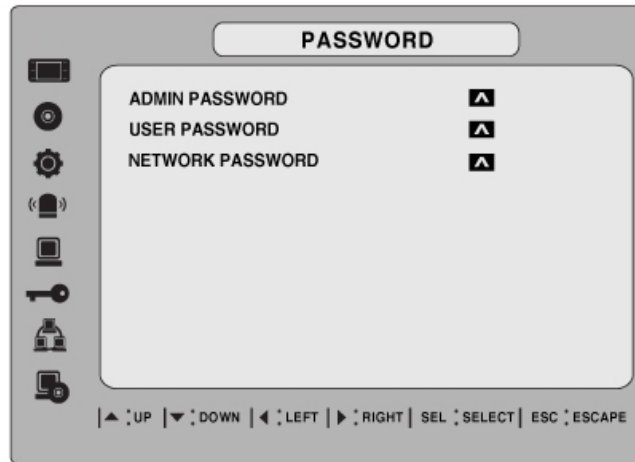 PASSWORD
ADMIN PASSWORD
USER PASSWORD
NETWORK PASSWORD
▲ : UP | ▼ : DOWN | ◀ : LEFT | ▶ : RIGHT | SEL : SELECT | ESC : ESCAPE